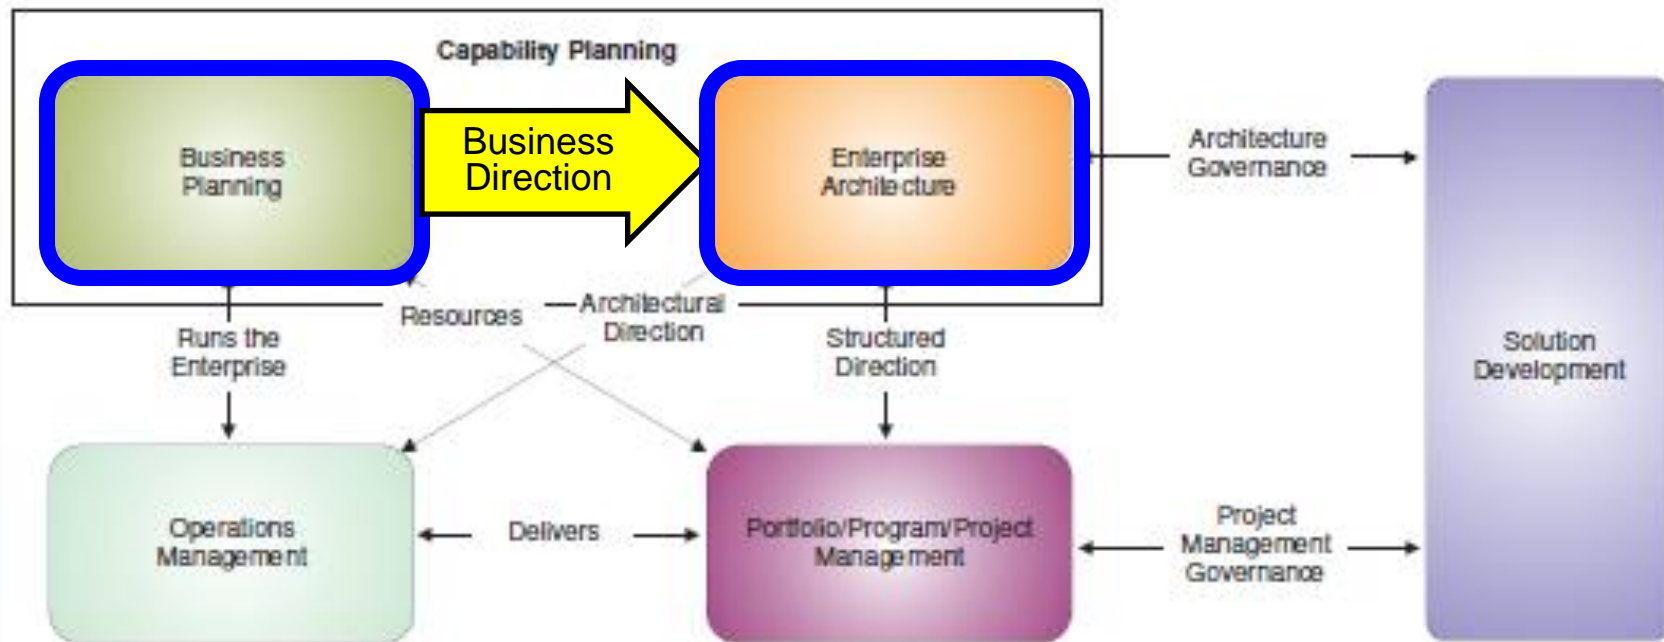 Capability Planning
Business
Planning
Business
Direction
Enterprise
Architecture
Architecture
Governance
Resources
Architectural
Direction
Runs the
Enterprise
Structured
Direction
Solution
Development
Operations
Management
Delivers
Portfolio/Program/Project
Management
Project
Management
Governance